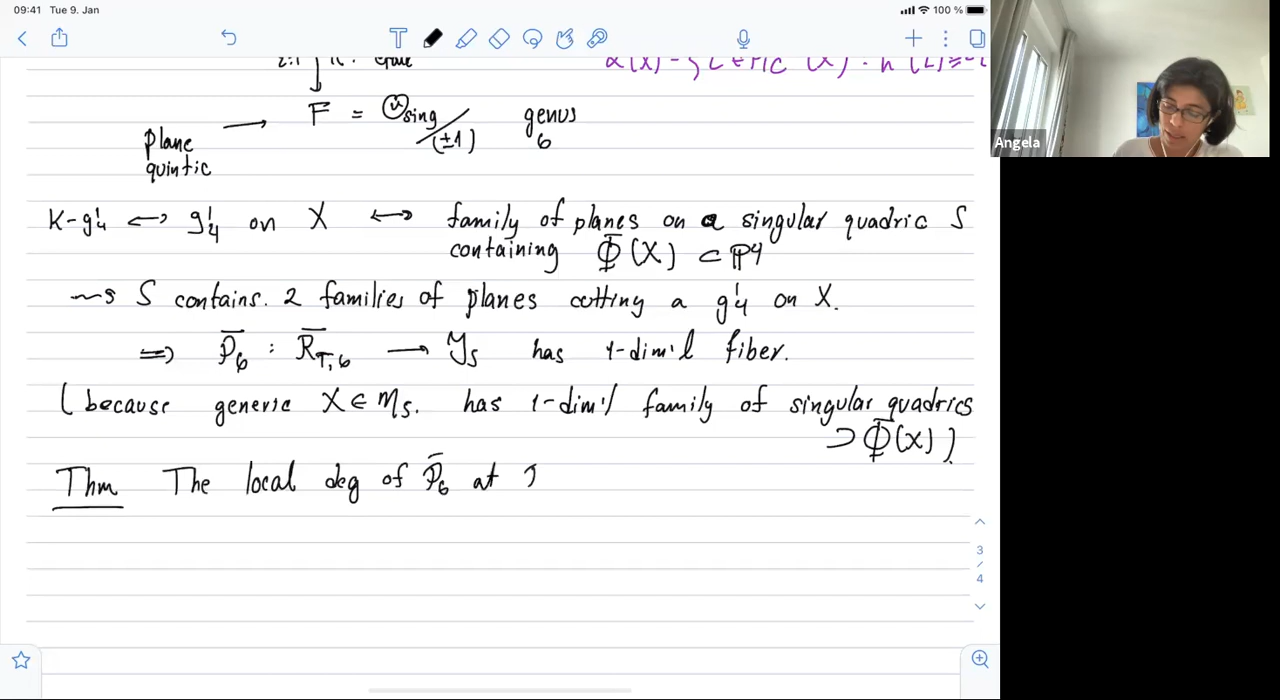 09:41 Tue 9. Jan
100 %
Angela
2:1
F = sing/(±1) genus 6
plane quintic
K-g¹₄ ↔ g¹₄ on X ↔ family of planes on a singular quadric S
containing Φ(X) ⊂ ℙ⁴
⇝ S contains. 2 families of planes cutting a g¹₄ on X.
⇒ P̄₆ : R̄_{T,6} → 𝒥₅ has 1-dim'l fiber.
(because generic X ∈ M₅. has 1-dim'l family of singular quadrics
⊃ Φ(X)).
Thm The local deg of P̄₆ at
3
/
4